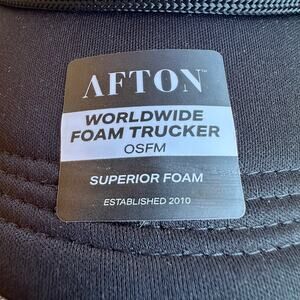 AFTON™
WORLDWIDE
FOAM TRUCKER
OSFM
SUPERIOR FOAM
ESTABLISHED 2010